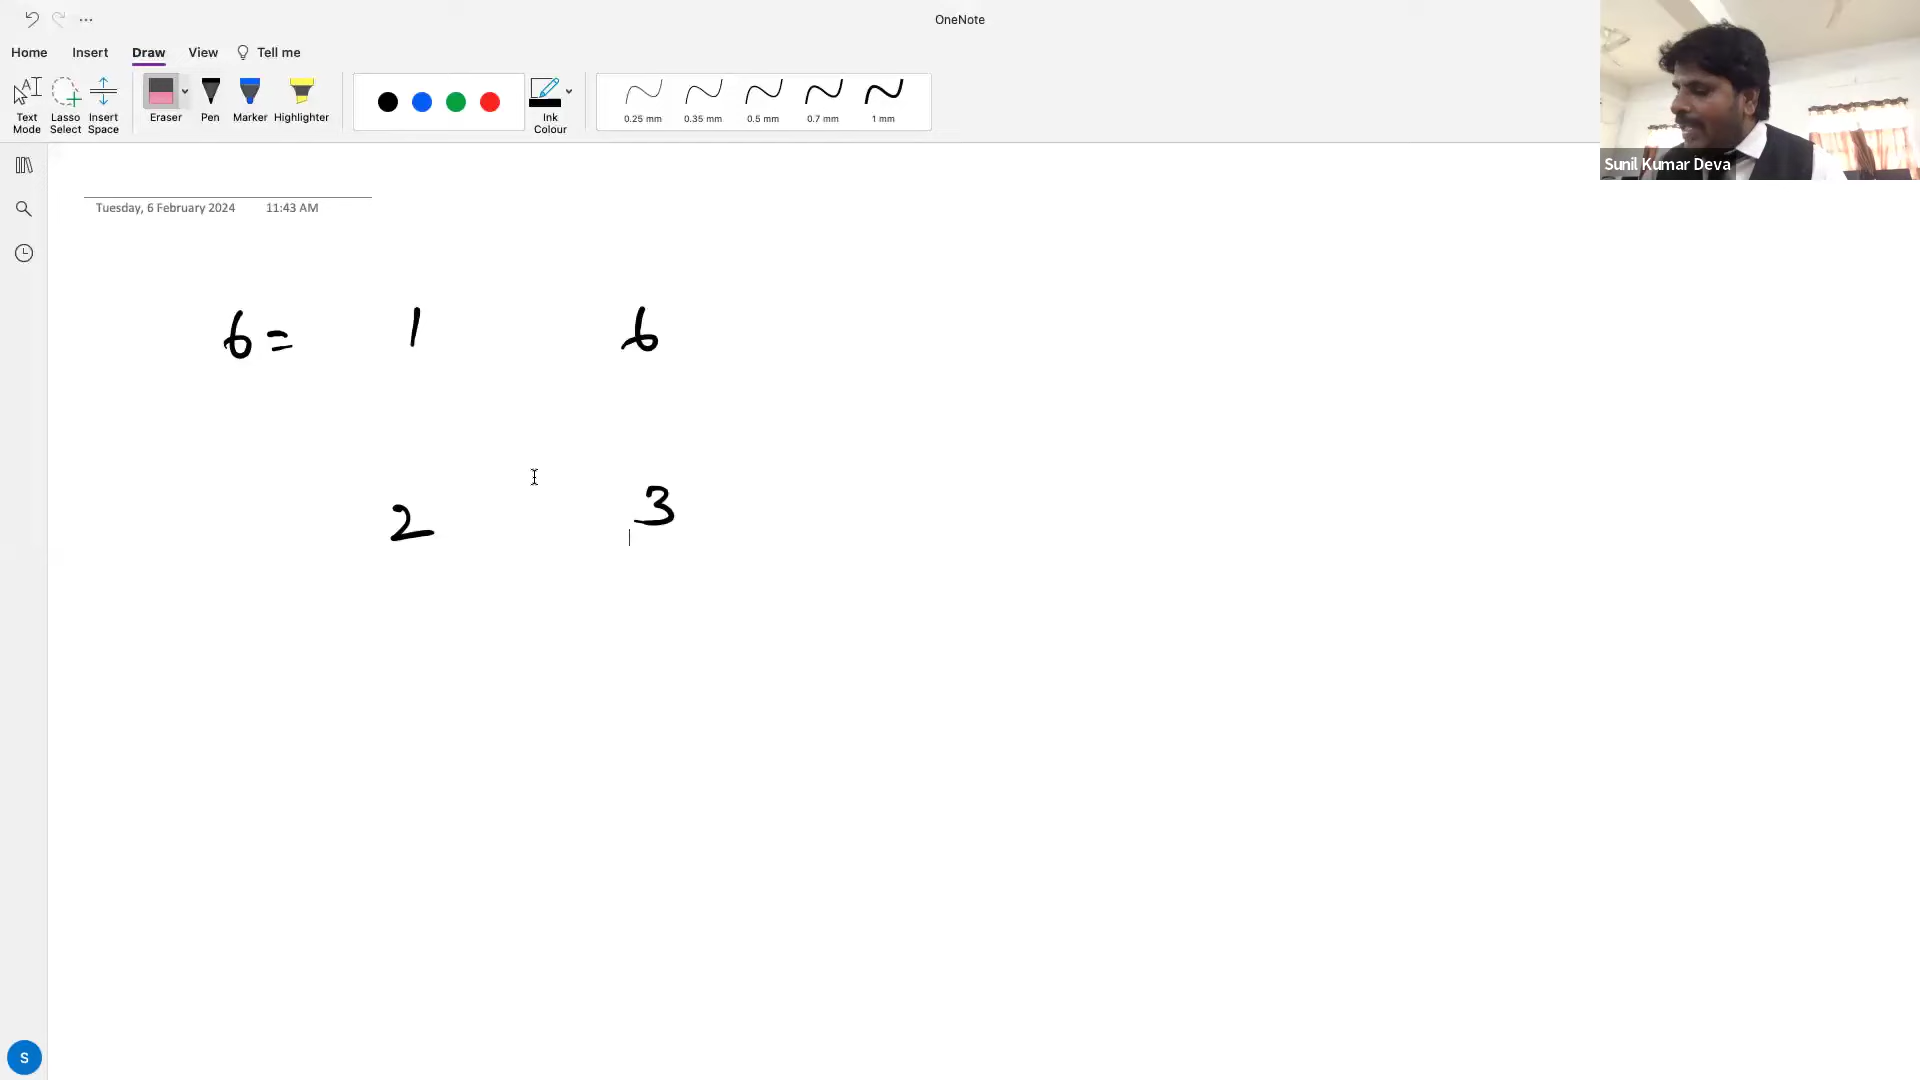 OneNote
Home Insert Draw View Tell me
Text Mode
Lasso Select
Insert Space
Eraser
Pen
Marker
Highlighter
Ink Colour
0.25 mm
0.35 mm
0.5 mm
0.7 mm
1 mm
Sunil Kumar Deva
Tuesday, 6 February 2024 11:43 AM
6 = 1 6
2 3
S